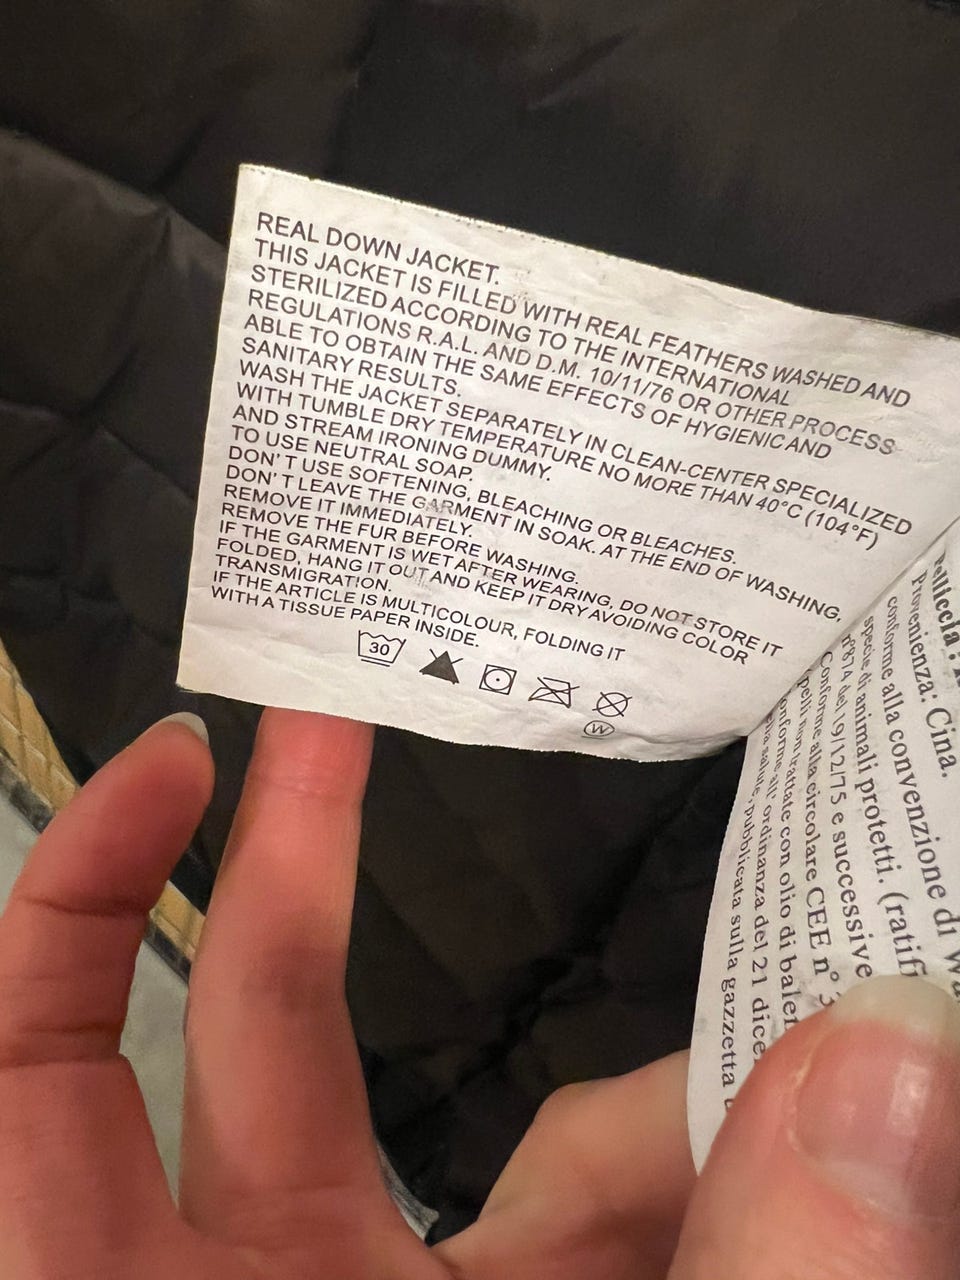 REAL DOWN JACKET.
THIS JACKET IS FILLED WITH REAL FEATHERS WASHED AND
STERILIZED ACCORDING TO THE INTERNATIONAL
REGULATIONS R.A.L. AND D.M. 10/11/76 OR OTHER PROCESS
ABLE TO OBTAIN THE SAME EFFECTS OF HYGIENIC AND
SANITARY RESULTS.
WASH THE JACKET SEPARATELY IN CLEAN-CENTER SPECIALIZED
WITH TUMBLE DRY TEMPERATURE NO MORE THAN 40°C (104°F)
AND STREAM IRONING DUMMY.
TO USE NEUTRAL SOAP.
DON'T USE SOFTENING, BLEACHING OR BLEACHES.
DON'T LEAVE THE GARMENT IN SOAK. AT THE END OF WASHING,
REMOVE IT IMMEDIATELY.
REMOVE THE FUR BEFORE WASHING.
IF THE GARMENT IS WET AFTER WEARING, DO NOT STORE IT
FOLDED, HANG IT OUT AND KEEP IT DRY AVOIDING COLOR
TRANSMIGRATION.
IF THE ARTICLE IS MULTICOLOUR, FOLDING IT
WITH A TISSUE PAPER INSIDE.
30
W
Provenienza: Cina.
conforme alla convenzione di
specie di animali protetti. (ratifi
n°874 del 19/12/75 e successive
Conforme alla circolare CEE n° 3
pelli non trattate con olio di baler
conforme all' ordinanza del 21 dice
salute, pubblicata sulla gazzetta